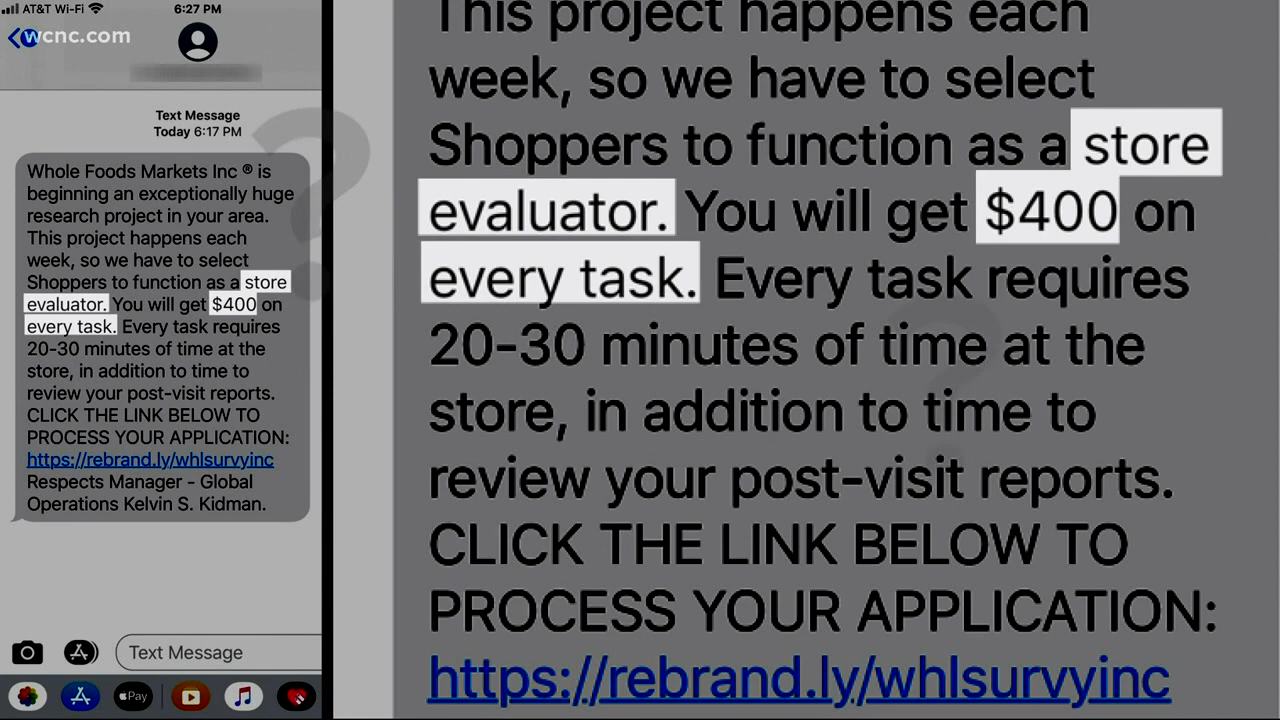 AT&T Wi-Fi
6:27 PM
wcnc.com
Text Message
Today 6:17 PM
Whole Foods Markets Inc ® is
beginning an exceptionally huge
research project in your area.
This project happens each
week, so we have to select
Shoppers to function as a store
evaluator. You will get $400 on
every task. Every task requires
20-30 minutes of time at the
store, in addition to time to
review your post-visit reports.
CLICK THE LINK BELOW TO
PROCESS YOUR APPLICATION:
https://rebrand.ly/whlsurvyinc
Respects Manager - Global
Operations Kelvin S. Kidman.
Text Message
Pay
This project happens each
week, so we have to select
Shoppers to function as a store
evaluator. You will get $400 on
every task. Every task requires
20-30 minutes of time at the
store, in addition to time to
review your post-visit reports.
CLICK THE LINK BELOW TO
PROCESS YOUR APPLICATION:
https://rebrand.ly/whlsurvyinc